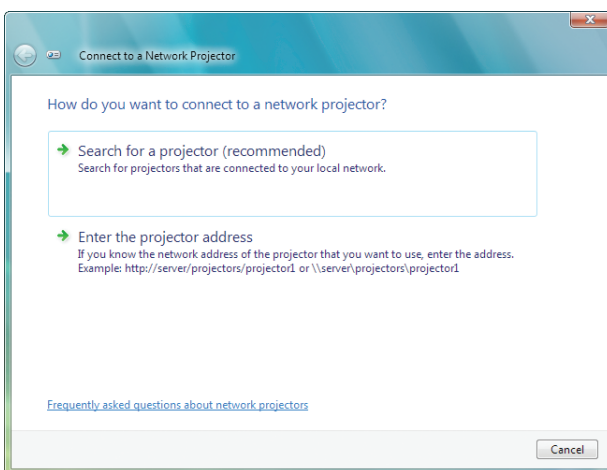 Connect to a Network Projector
How do you want to connect to a network projector?
Search for a projector (recommended)
Search for projectors that are connected to your local network.
Enter the projector address
If you know the network address of the projector that you want to use, enter the address.
Example: http://server/projectors/projector1 or \\server\projectors\projector1
Frequently asked questions about network projectors
Cancel